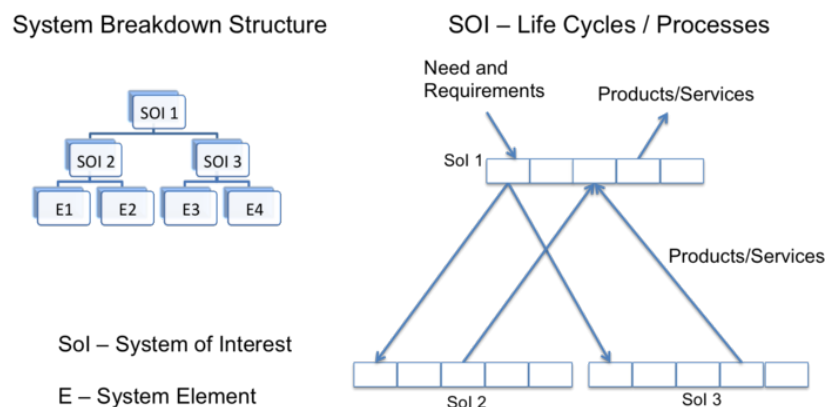 System Breakdown Structure
SOI 1
SOI 2
SOI 3
E1
E2
E3
E4
SoI – System of Interest
E – System Element
SOI – Life Cycles / Processes
Need and
Requirements
Products/Services
SoI 1
Products/Services
SoI 2
SoI 3